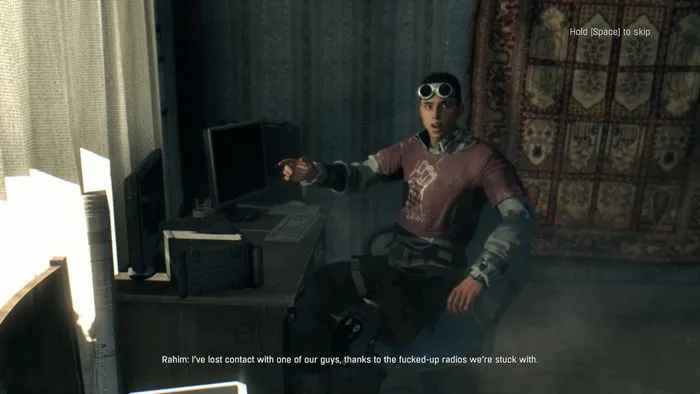 Hold [Space] to skip
Rahim: I've lost contact with one of our guys, thanks to the fucked-up radios we're stuck with.